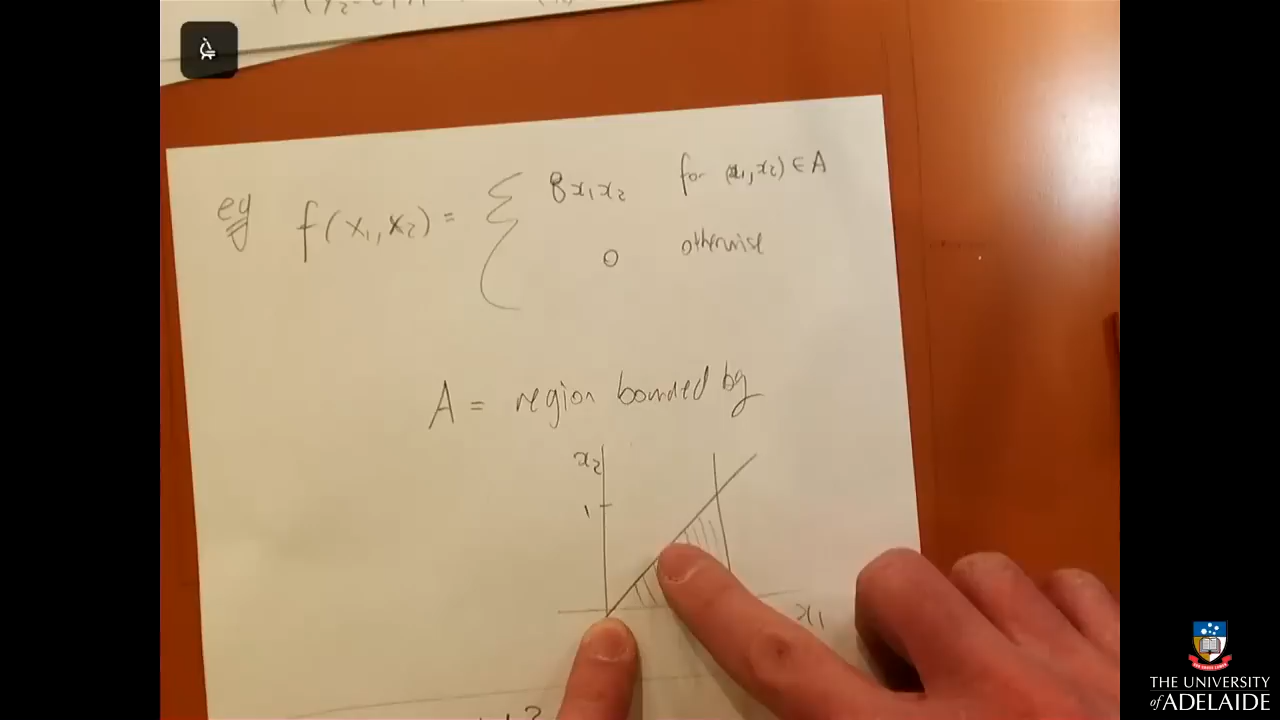 eg f(x₁,x₂) = { 8x₁x₂ for (x₁,x₂) ∈ A
0 otherwise
A = region bounded by
x₂
1
x₁
THE UNIVERSITY
of ADELAIDE